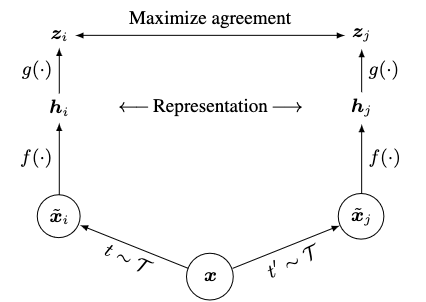 Maximize agreement
z_i z_j
g(·) g(·)
h_i ⟵ Representation ⟶ h_j
f(·) f(·)
x̃_i x̃_j
t ~ 𝒯 t′ ~ 𝒯
x